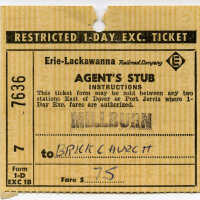 RESTRICTED 1-DAY. EXC. TICKET
Erie-Lackawanna Railroad Company E
AGENT'S STUB
INSTRUCTIONS
This ticket form may be sold between any two
stations East of Dover or Port Jervis where 1-
Day Exc. fares are authorized.
MILLBURN
to BRICK CHURCH
Fare $ 75
7636
7
Form
1-D
EXC 1B